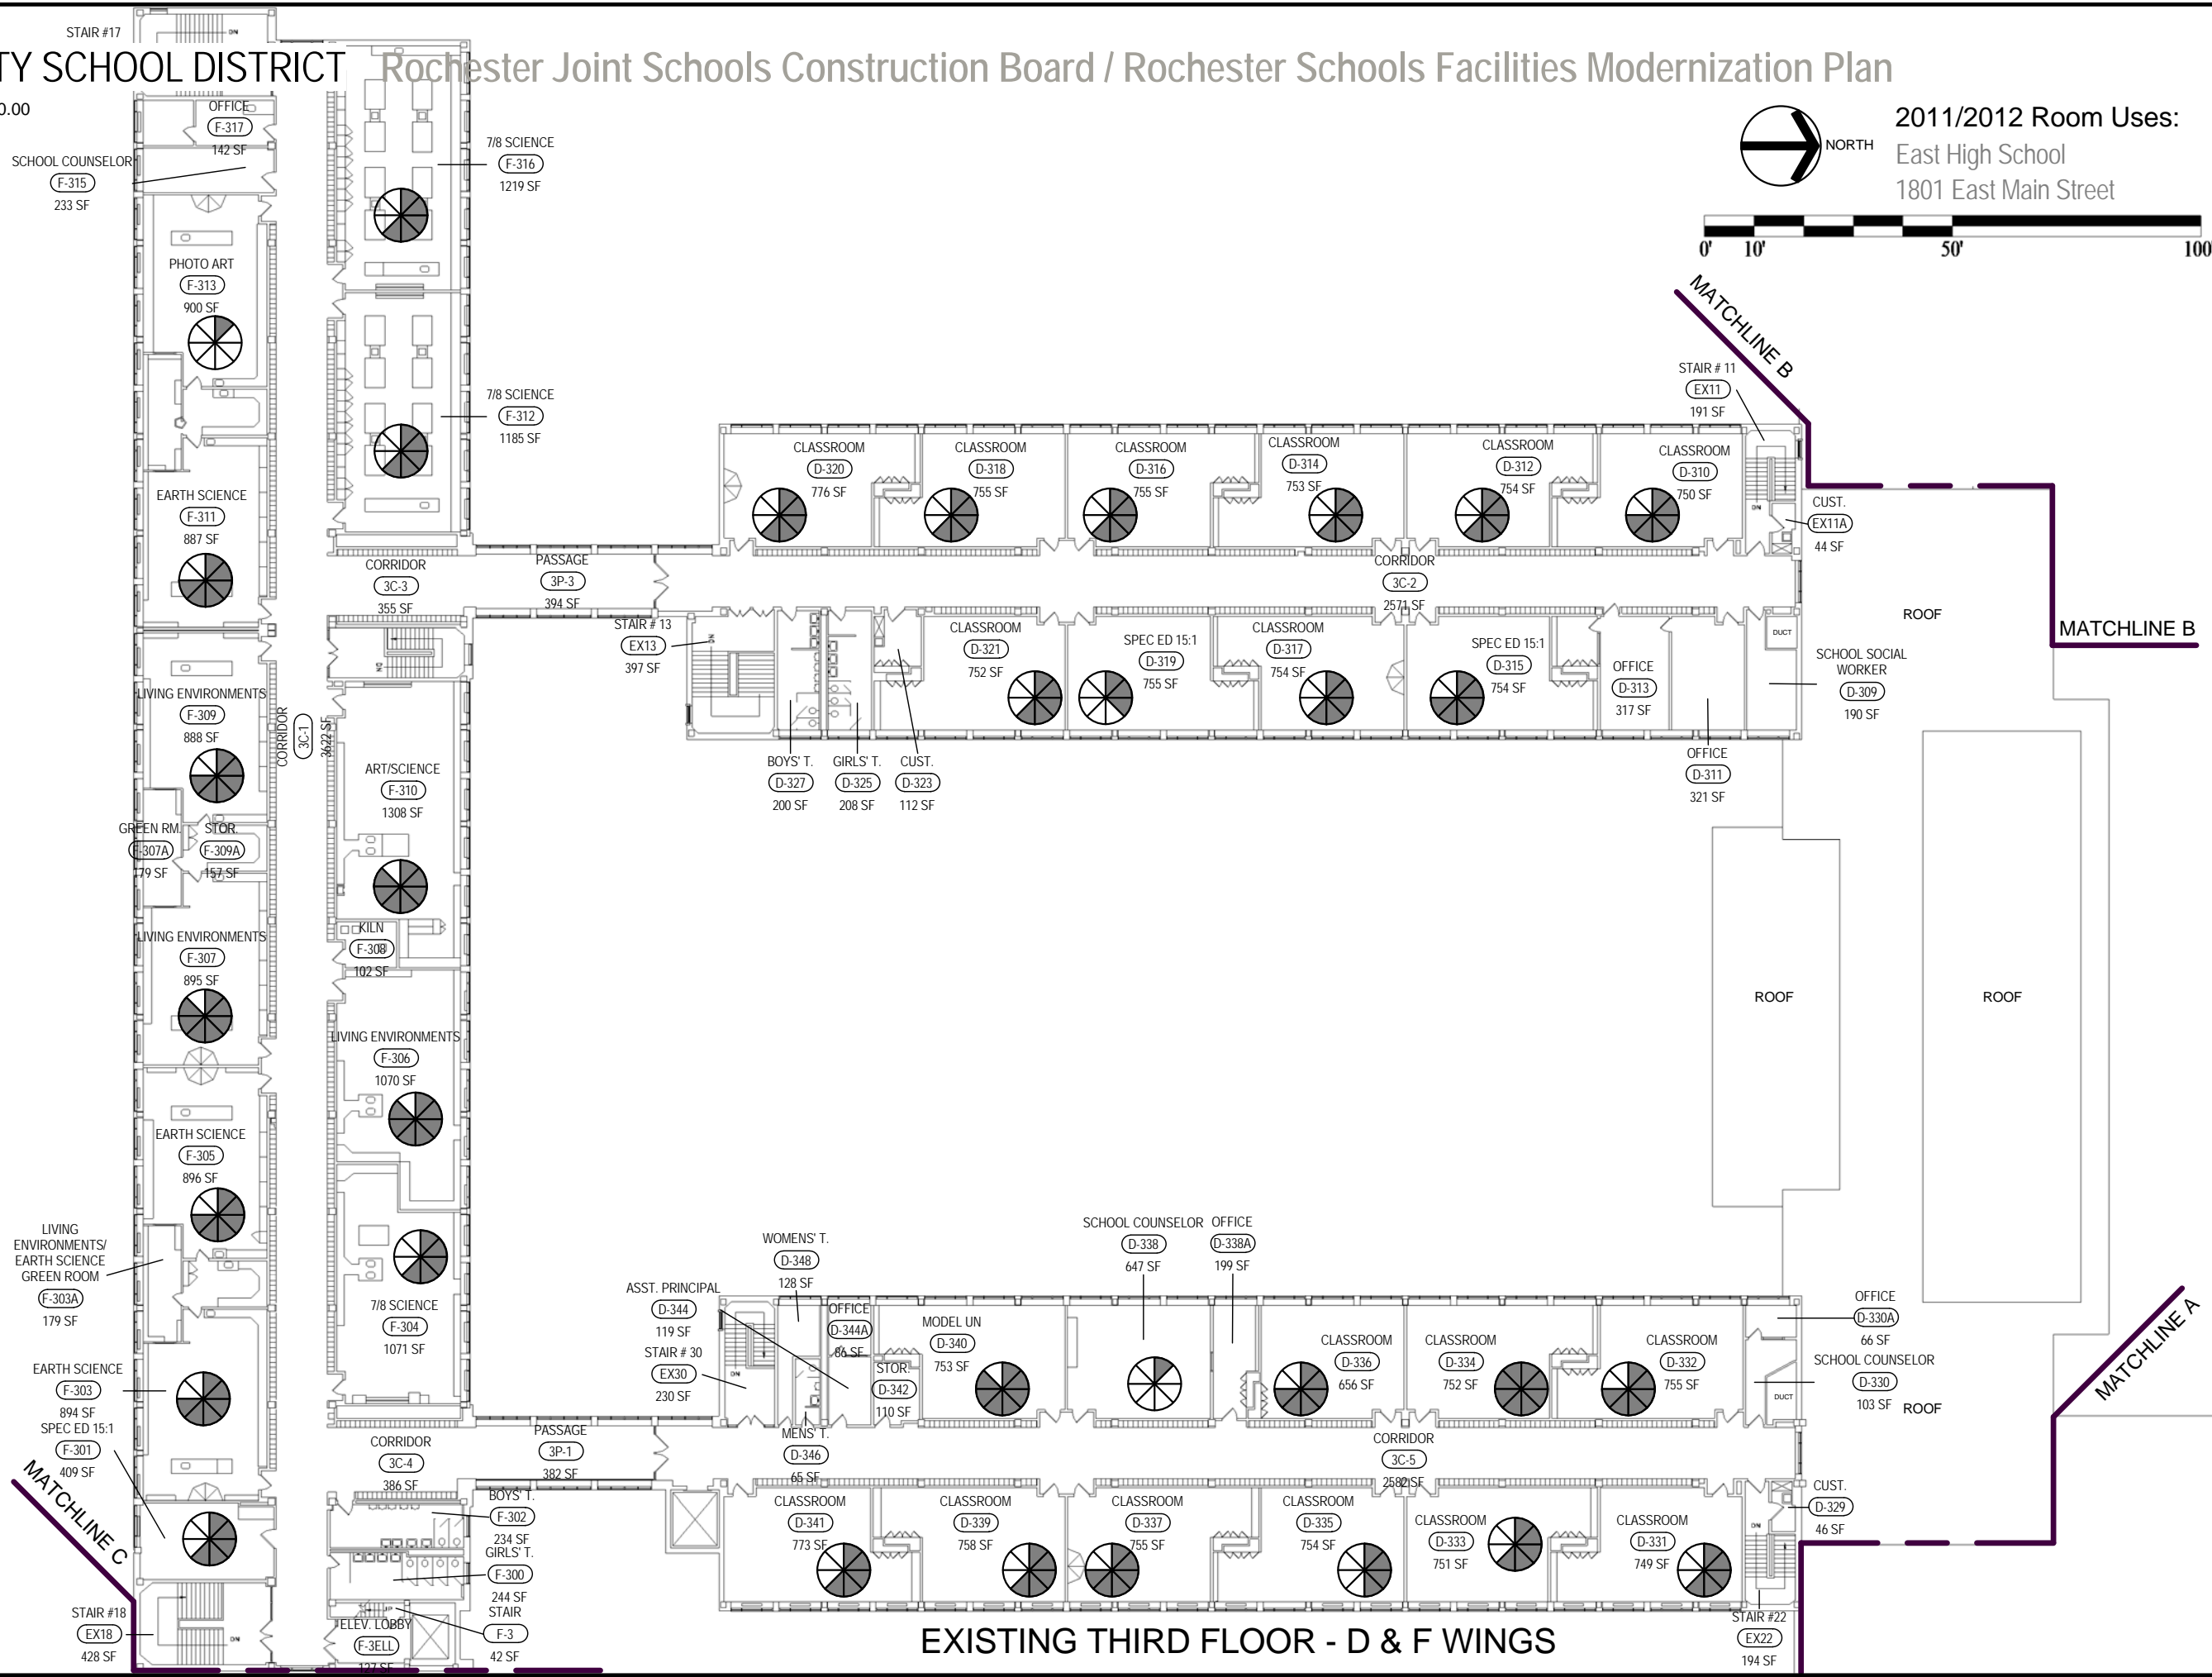 STAIR #17
DN
TY SCHOOL DISTRICT
Rochester Joint Schools Construction Board / Rochester Schools Facilities Modernization Plan
0.00
NORTH
2011/2012 Room Uses:
East High School
1801 East Main Street
0'
10'
50'
100
OFFICE
F-317
142 SF
SCHOOL COUNSELOR
F-315
233 SF
7/8 SCIENCE
F-316
1219 SF
PHOTO ART
F-313
900 SF
7/8 SCIENCE
F-312
1185 SF
EARTH SCIENCE
F-311
887 SF
MATCHLINE B
STAIR # 11
EX11
191 SF
DN
CUST.
EX11A
44 SF
CLASSROOM
D-320
776 SF
CLASSROOM
D-318
755 SF
CLASSROOM
D-316
755 SF
CLASSROOM
D-314
753 SF
CLASSROOM
D-312
754 SF
CLASSROOM
D-310
750 SF
CORRIDOR
3C-3
355 SF
PASSAGE
3P-3
394 SF
CORRIDOR
3C-2
2571 SF
ROOF
MATCHLINE B
STAIR # 13
EX13
397 SF
DN
DN
CLASSROOM
D-321
752 SF
SPEC ED 15:1
D-319
755 SF
CLASSROOM
D-317
754 SF
SPEC ED 15:1
D-315
754 SF
OFFICE
D-313
317 SF
DUCT
SCHOOL SOCIAL
WORKER
D-309
190 SF
OFFICE
D-311
321 SF
BOYS' T.
D-327
200 SF
GIRLS' T.
D-325
208 SF
CUST.
D-323
112 SF
LIVING ENVIRONMENTS
F-309
888 SF
CORRIDOR
3C-1
3622 SF
ART/SCIENCE
F-310
1308 SF
GREEN RM.
F-307A
79 SF
STOR.
F-309A
157 SF
KILN
F-308
102 SF
LIVING ENVIRONMENTS
F-307
895 SF
LIVING ENVIRONMENTS
F-306
1070 SF
ROOF
ROOF
EARTH SCIENCE
F-305
896 SF
LIVING
ENVIRONMENTS/
EARTH SCIENCE
GREEN ROOM
F-303A
179 SF
7/8 SCIENCE
F-304
1071 SF
EARTH SCIENCE
F-303
894 SF
SPEC ED 15:1
F-301
409 SF
MATCHLINE C
STAIR #18
EX18
428 SF
DN
WOMENS' T.
D-348
128 SF
ASST. PRINCIPAL
D-344
119 SF
STAIR # 30
EX30
230 SF
DN
OFFICE
D-344A
86 SF
STOR.
D-342
110 SF
MODEL UN
D-340
753 SF
SCHOOL COUNSELOR
D-338
647 SF
OFFICE
D-338A
199 SF
CLASSROOM
D-336
656 SF
CLASSROOM
D-334
752 SF
CLASSROOM
D-332
755 SF
OFFICE
D-330A
66 SF
SCHOOL COUNSELOR
D-330
103 SF
DUCT
ROOF
MATCHLINE A
CORRIDOR
3C-4
386 SF
PASSAGE
3P-1
382 SF
MENS' T.
D-346
65 SF
CORRIDOR
3C-5
2582 SF
BOYS' T.
F-302
234 SF
GIRLS' T.
F-300
244 SF
STAIR
F-3
42 SF
UP
ELEV. LOBBY
F-3ELL
127 SF
CLASSROOM
D-341
773 SF
CLASSROOM
D-339
758 SF
CLASSROOM
D-337
755 SF
CLASSROOM
D-335
754 SF
CLASSROOM
D-333
751 SF
CLASSROOM
D-331
749 SF
CUST.
D-329
46 SF
DN
STAIR #22
EX22
194 SF
EXISTING THIRD FLOOR - D & F WINGS